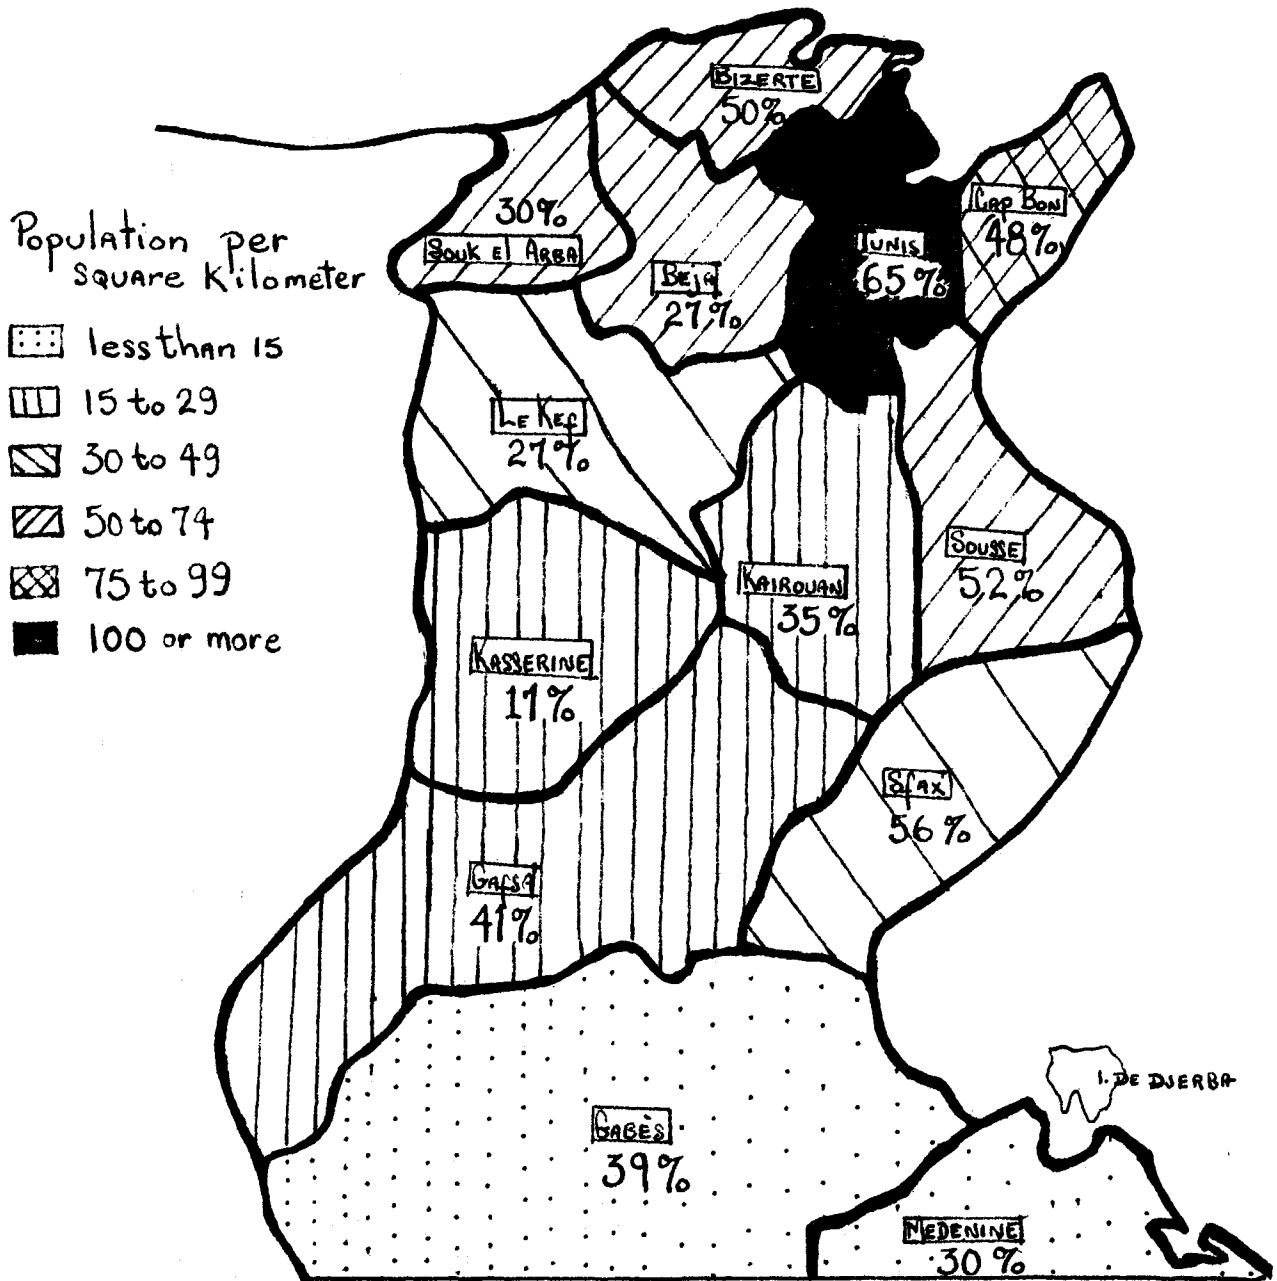 Population per
square Kilometer
less than 15
15 to 29
30 to 49
50 to 74
75 to 99
100 or more
BIZERTE
50%
CAP BON
48%
30%
SOUK El ARBA
TUNIS
65%
BEJA
27%
LE KEF
27%
SOUSSE
52%
KAIROUAN
35%
KASSERINE
17%
SFAX
56%
GAFSA
41%
I. DE DJERBA
GABÈS
39%
MEDENINE
30%